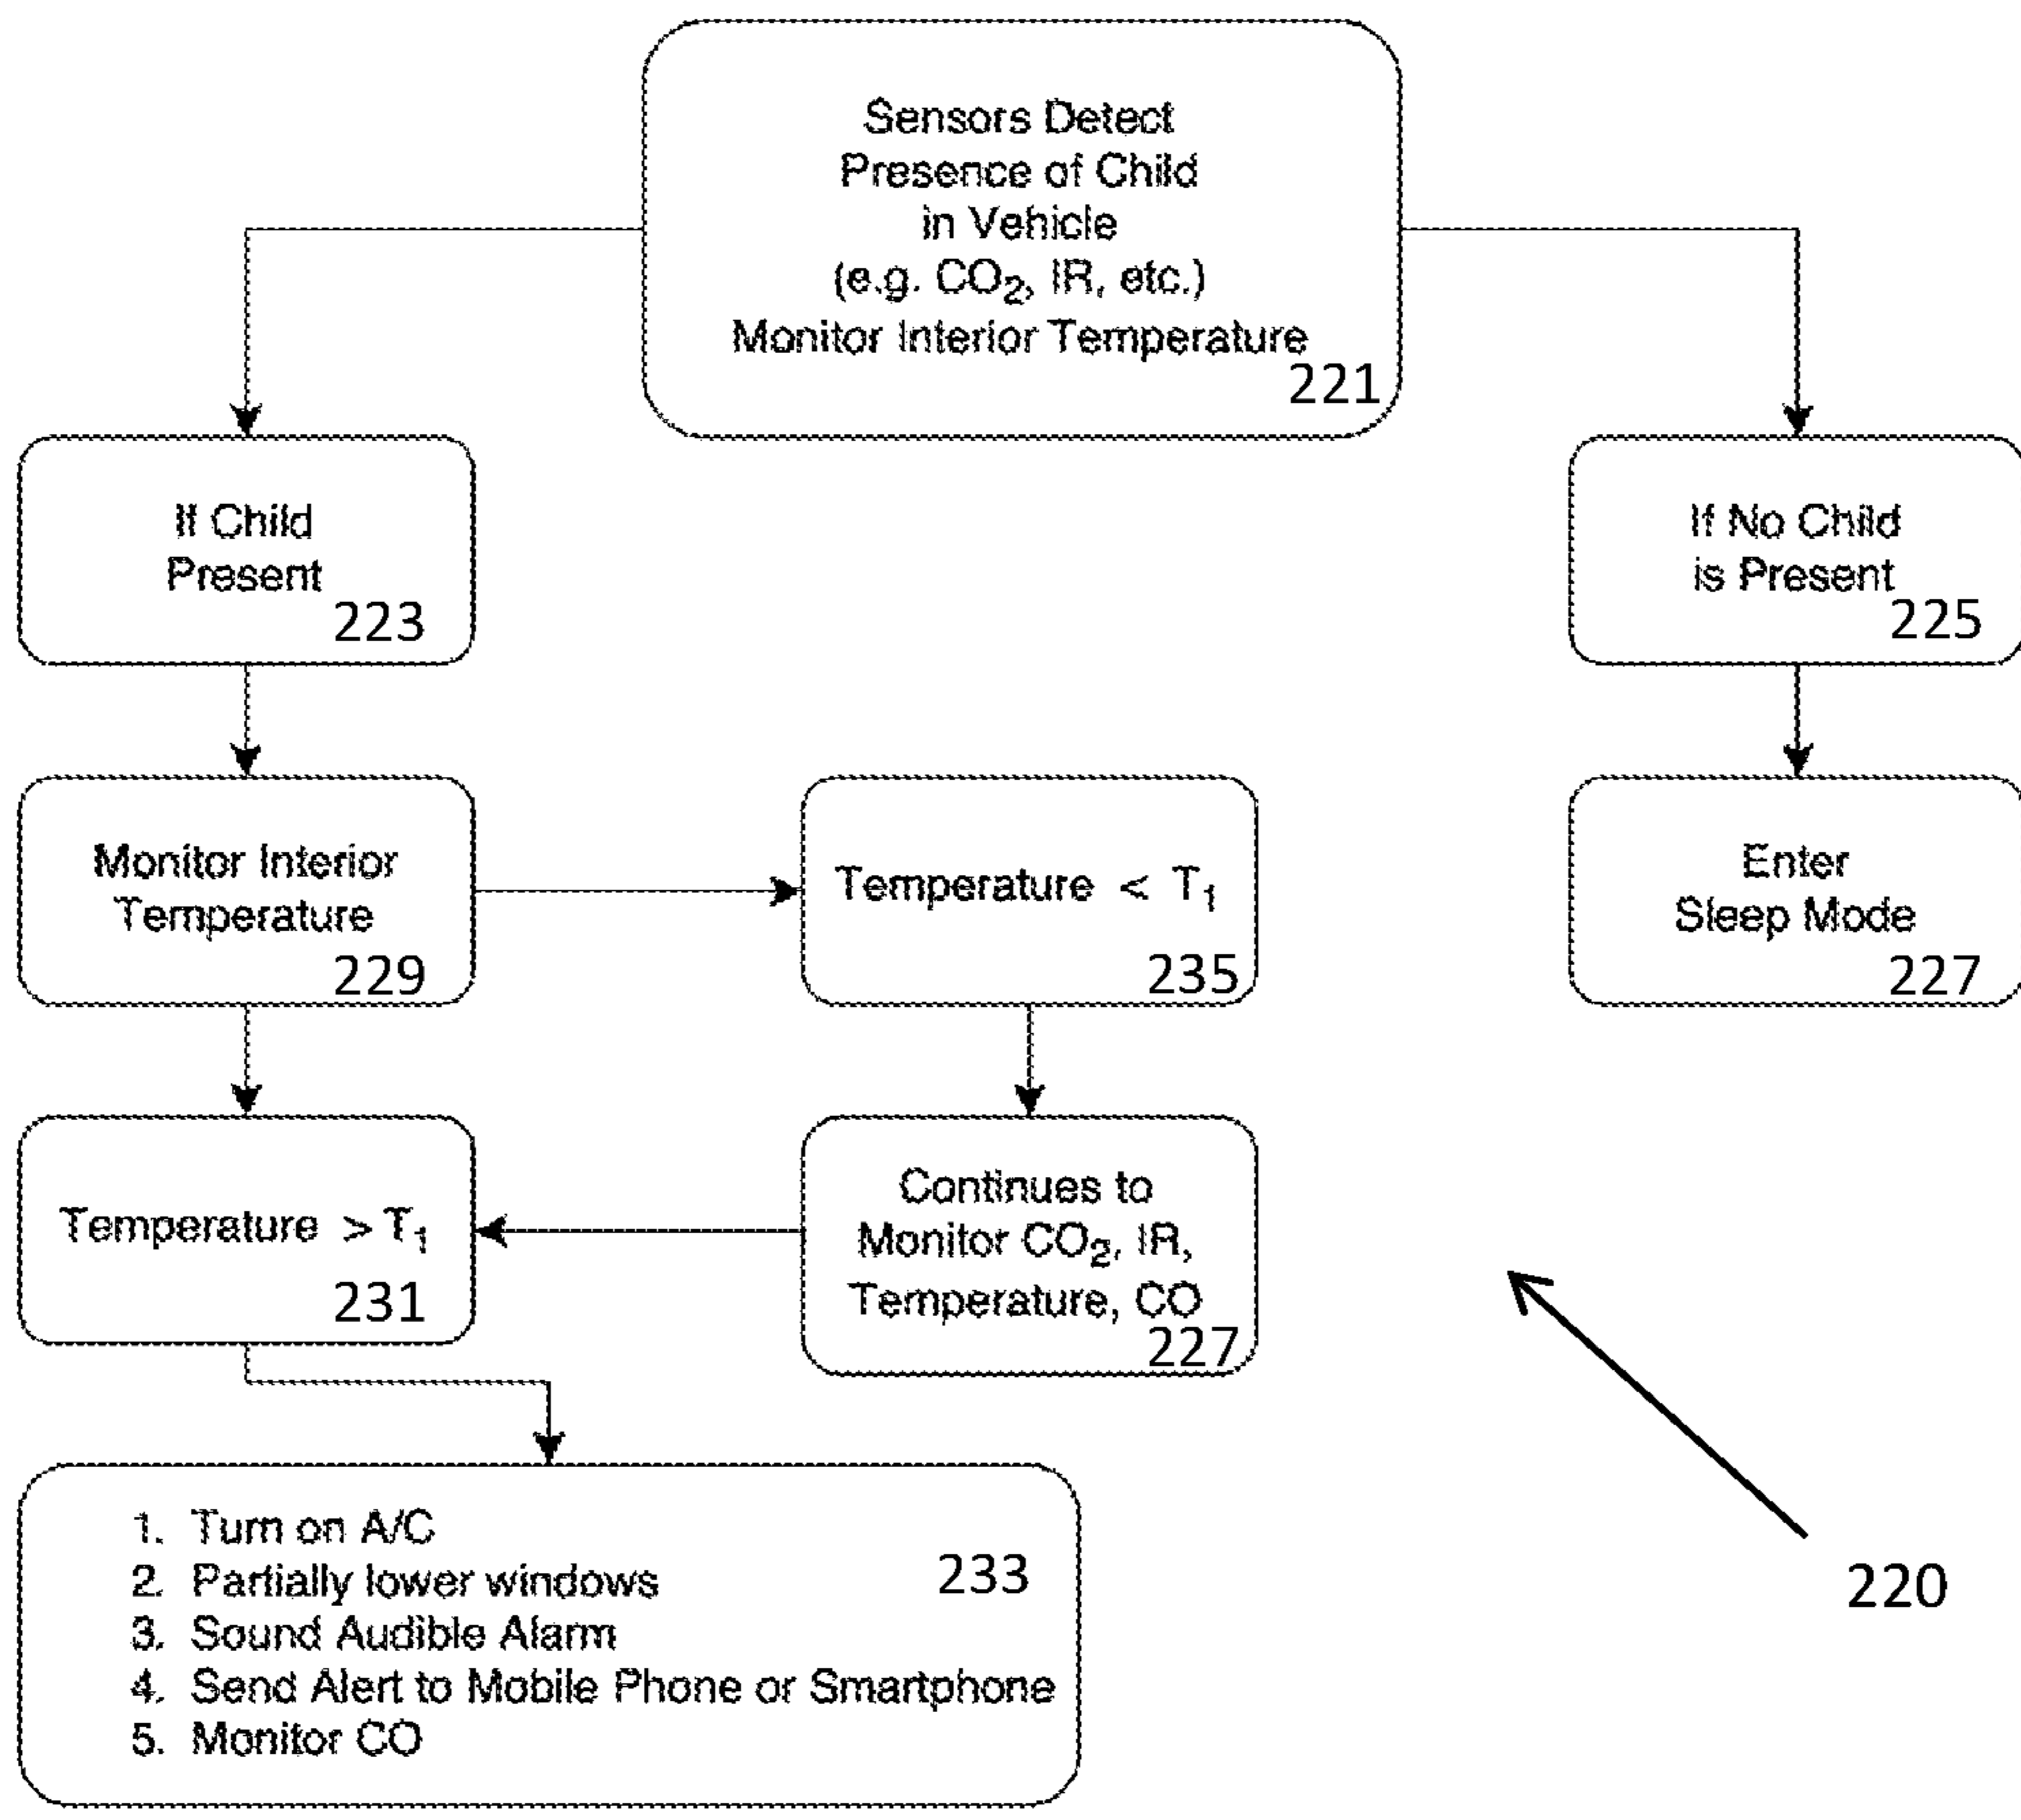 Sensors Detect
Presence of Child
in Vehicle
(e.g. CO₂, IR, etc.)
Monitor Interior Temperature
221
If Child
Present
223
If No Child
is Present
225
Monitor Interior
Temperature
229
Temperature < T₁
235
Enter
Sleep Mode
227
Temperature > T₁
231
Continues to
Monitor CO₂, IR,
Temperature, CO
227
1. Turn on A/C
2. Partially lower windows
3. Sound Audible Alarm
4. Send Alert to Mobile Phone or Smartphone
5. Monitor CO
233
220